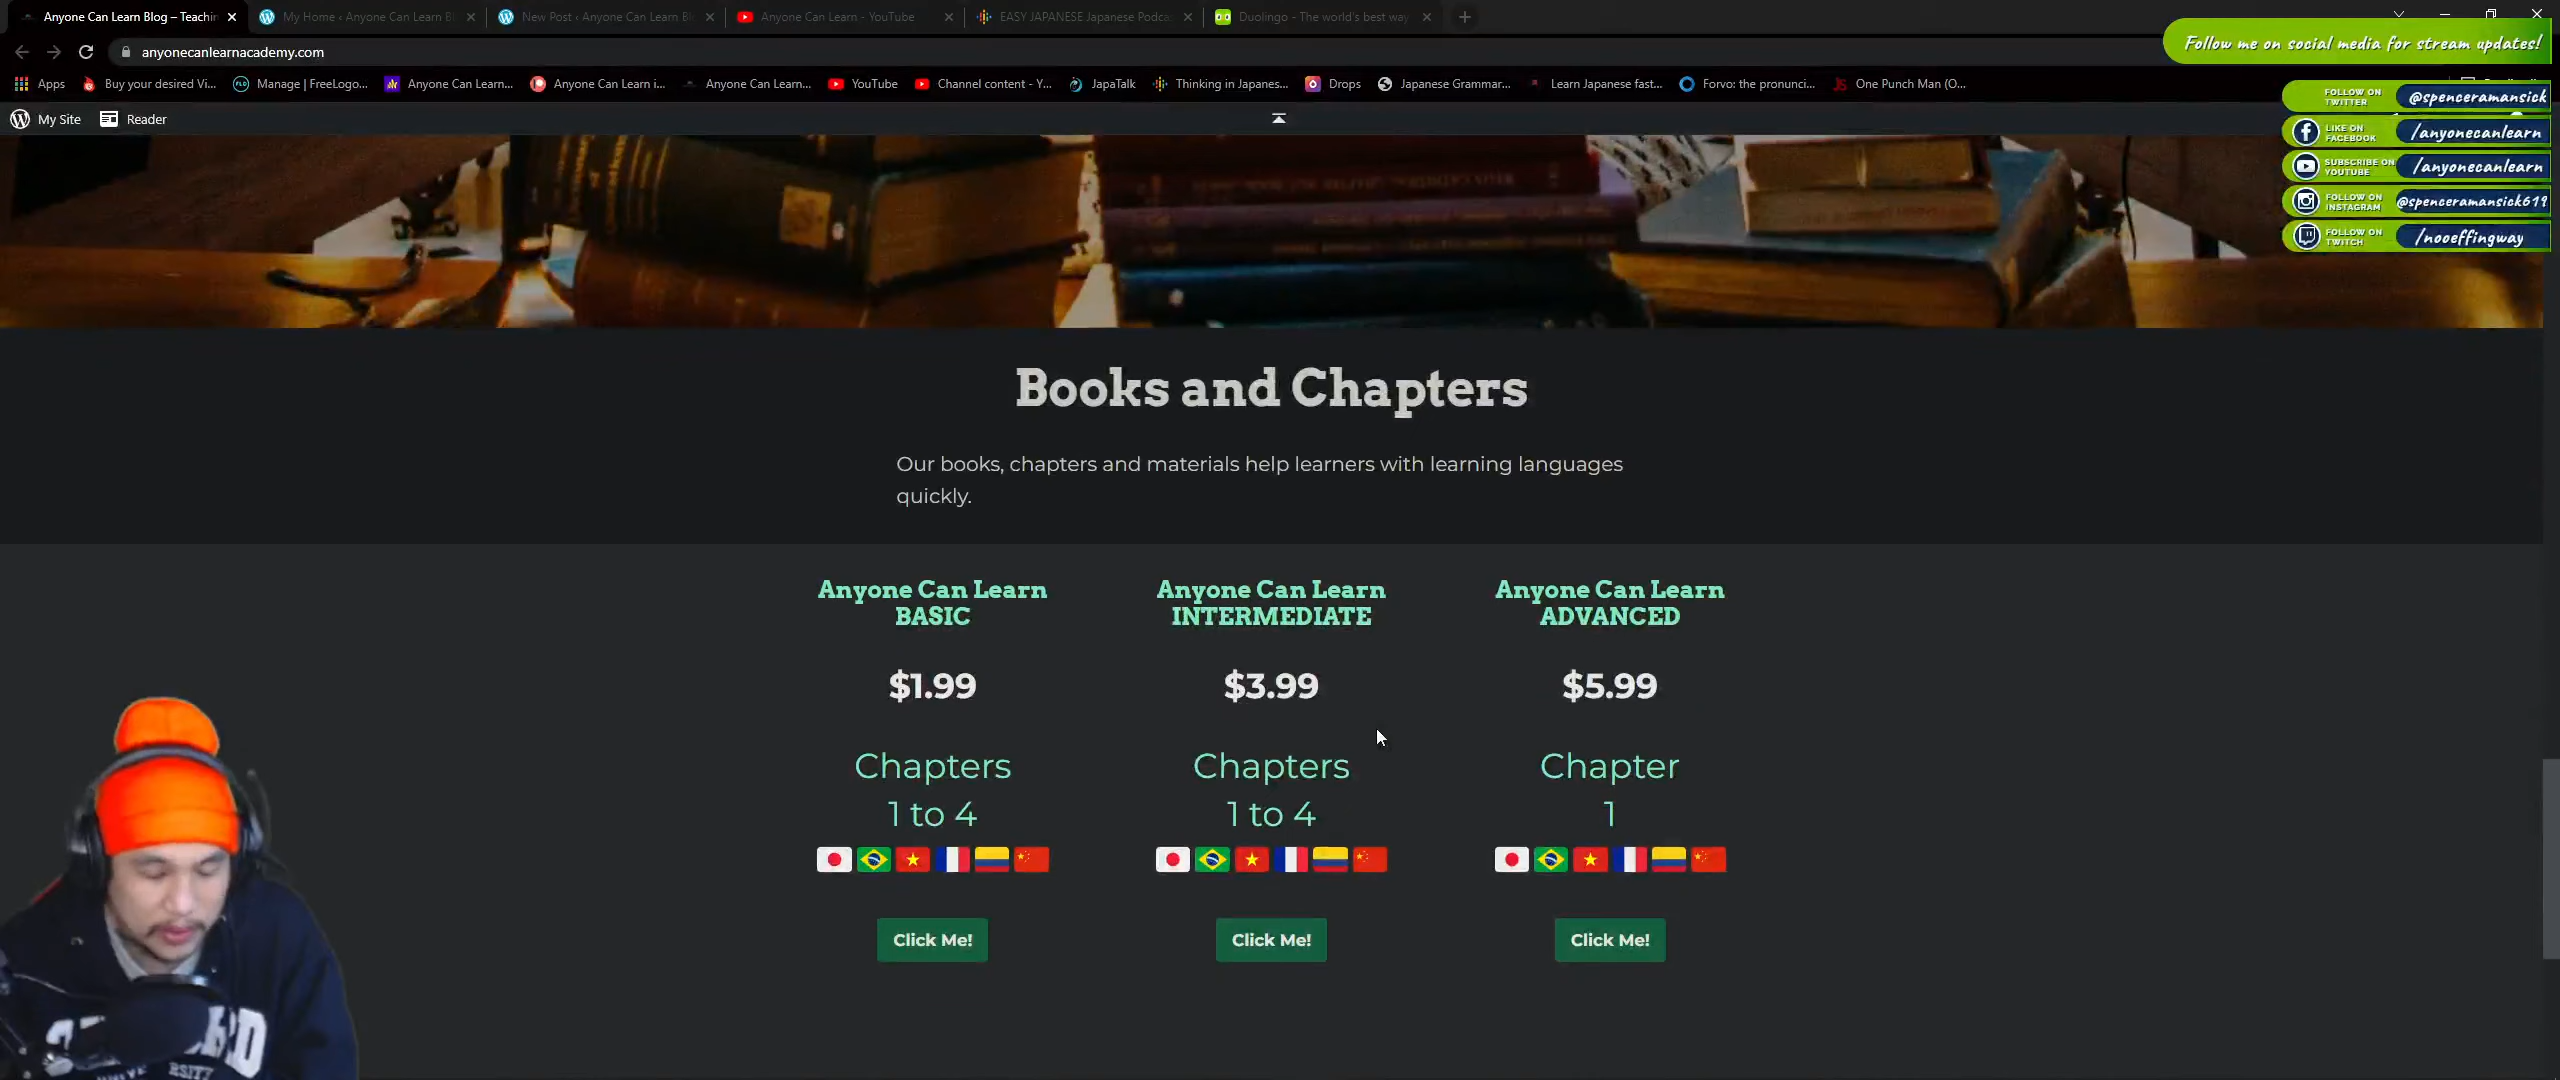 Anyone Can Learn Blog – Teachin
My Home ‹ Anyone Can Learn Bl
New Post ‹ Anyone Can Learn Bl
Anyone Can Learn - YouTube
EASY JAPANESE Japanese Podca
Duolingo - The world's best way
anyonecanlearnacademy.com
Follow me on social media for stream updates!
Apps
Buy your desired Vi...
Manage | FreeLogo...
Anyone Can Learn...
Anyone Can Learn i...
Anyone Can Learn...
YouTube
Channel content - Y...
JapaTalk
Thinking in Japanes...
Drops
Japanese Grammar...
Learn Japanese fast...
Forvo: the pronunci...
One Punch Man (O...
FOLLOW ON
TWITTER
@spenceramansick
My Site
Reader
LIKE ON
FACEBOOK
/anyonecanlearn
SUBSCRIBE ON
YOUTUBE
/anyonecanlearn
FOLLOW ON
INSTAGRAM
@spenceramansick619
FOLLOW ON
TWITCH
/nooeffingway
Books and Chapters
Our books, chapters and materials help learners with learning languages
quickly.
Anyone Can Learn
BASIC
$1.99
Chapters
1 to 4
Click Me!
Anyone Can Learn
INTERMEDIATE
$3.99
Chapters
1 to 4
Click Me!
Anyone Can Learn
ADVANCED
$5.99
Chapter
1
Click Me!